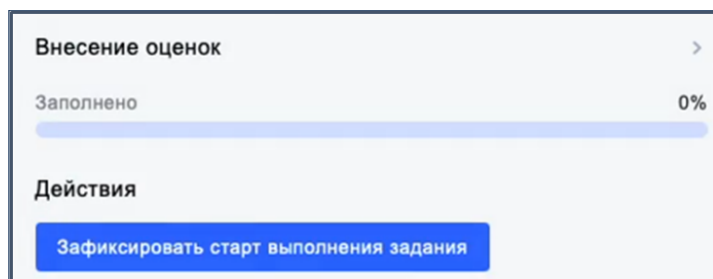 Внесение оценок
Заполнено 0%
Действия
Зафиксировать старт выполнения задания